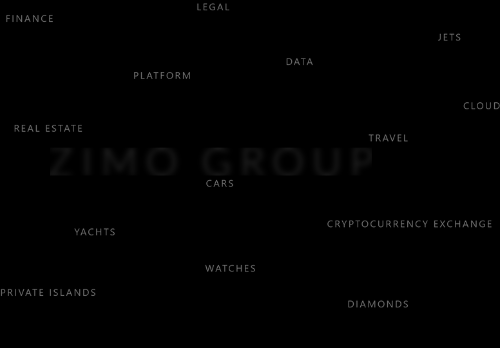 LEGAL
FINANCE
JETS
DATA
PLATFORM
CLOUD
REAL ESTATE
TRAVEL
ZIMO GROUP
CARS
CRYPTOCURRENCY EXCHANGE
YACHTS
WATCHES
PRIVATE ISLANDS
DIAMONDS